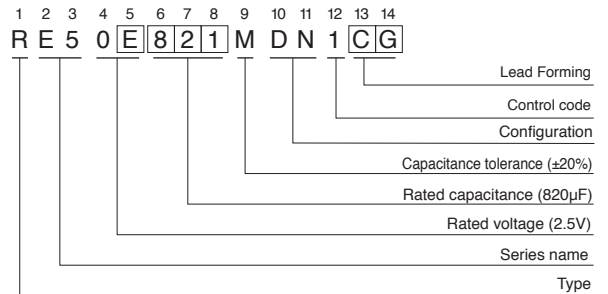 1 2 3 4 5 6 7 8 9 10 11 12 13 14
R E 5 0 E 8 2 1 M D N 1 C G
Lead Forming
Control code
Configuration
Capacitance tolerance (±20%)
Rated capacitance (820µF)
Rated voltage (2.5V)
Series name
Type